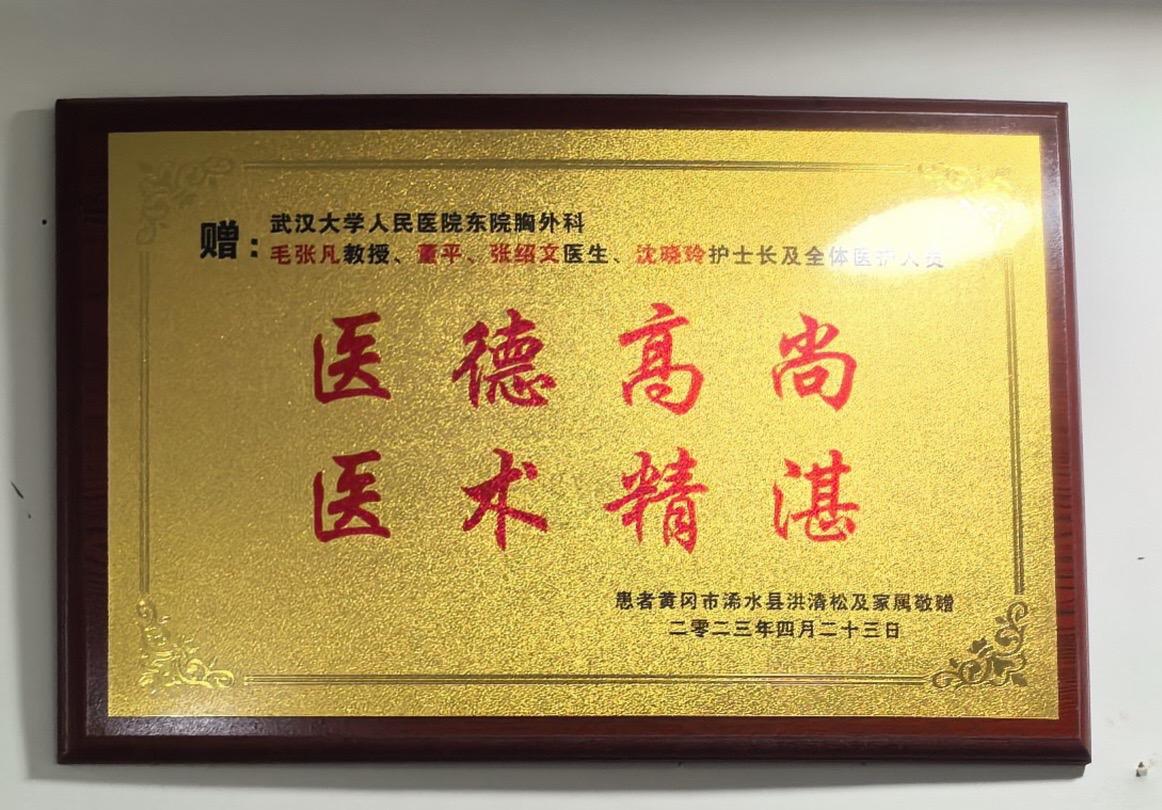 赠：
武汉大学人民医院东院胸外科
毛张凡教授、董平、张绍文医生、沈晓玲护士长及全体医护人员
医德高尚
医术精湛
患者黄冈市浠水县洪清松及家属敬赠
二零二三年四月二十三日